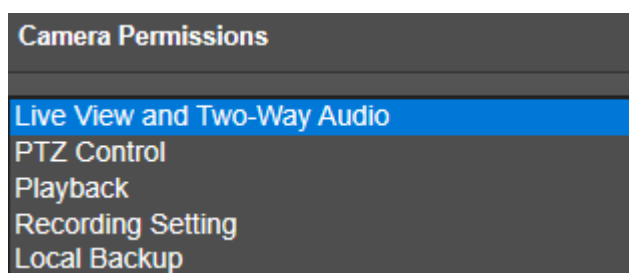 Camera Permissions
Live View and Two-Way Audio
PTZ Control
Playback
Recording Setting
Local Backup